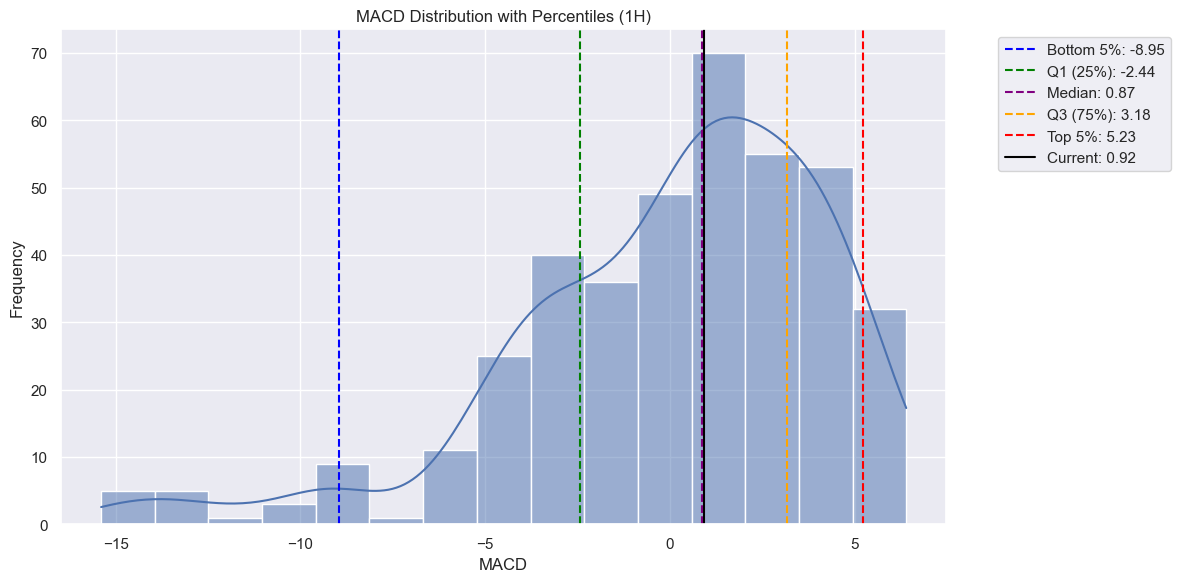 MACD Distribution with Percentiles (1H)
Bottom 5%: -8.95
Q1 (25%): -2.44
Median: 0.87
Q3 (75%): 3.18
Top 5%: 5.23
Current: 0.92
Frequency
70
60
50
40
30
20
10
0
−15
−10
−5
0
5
MACD